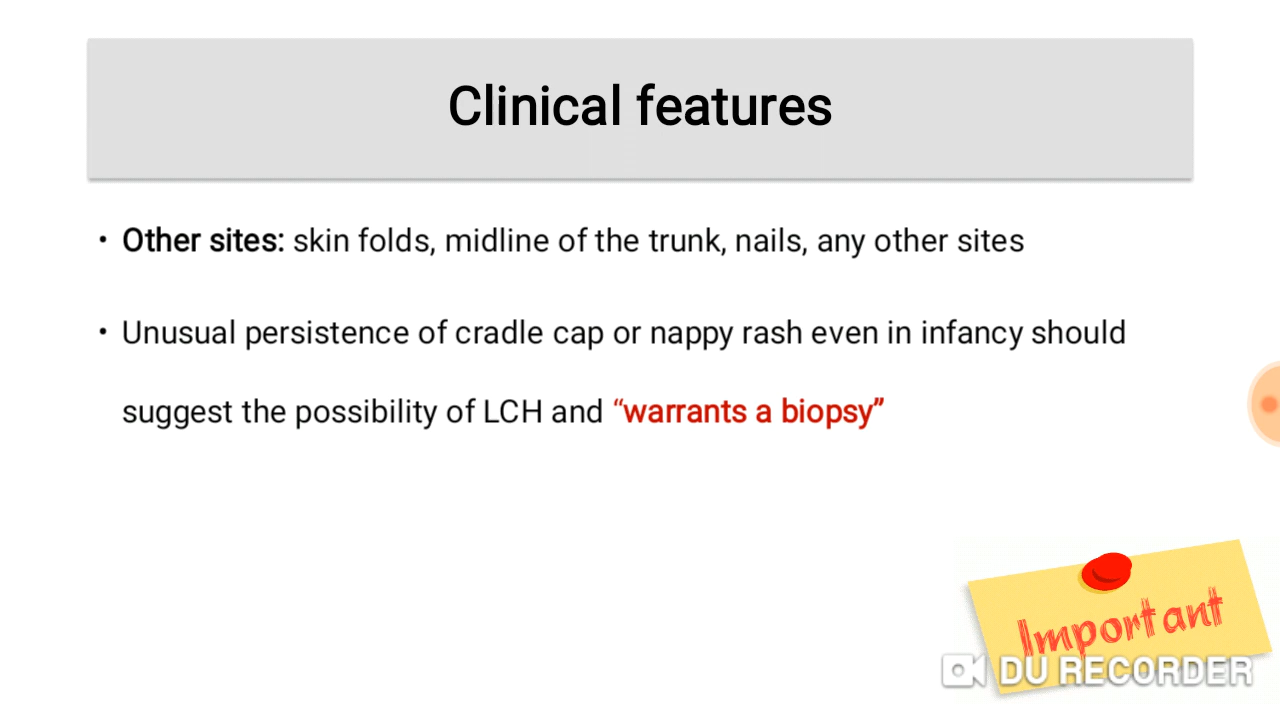 Clinical features
• Other sites: skin folds, midline of the trunk, nails, any other sites
• Unusual persistence of cradle cap or nappy rash even in infancy should
suggest the possibility of LCH and “warrants a biopsy”
Important
DU RECORDER